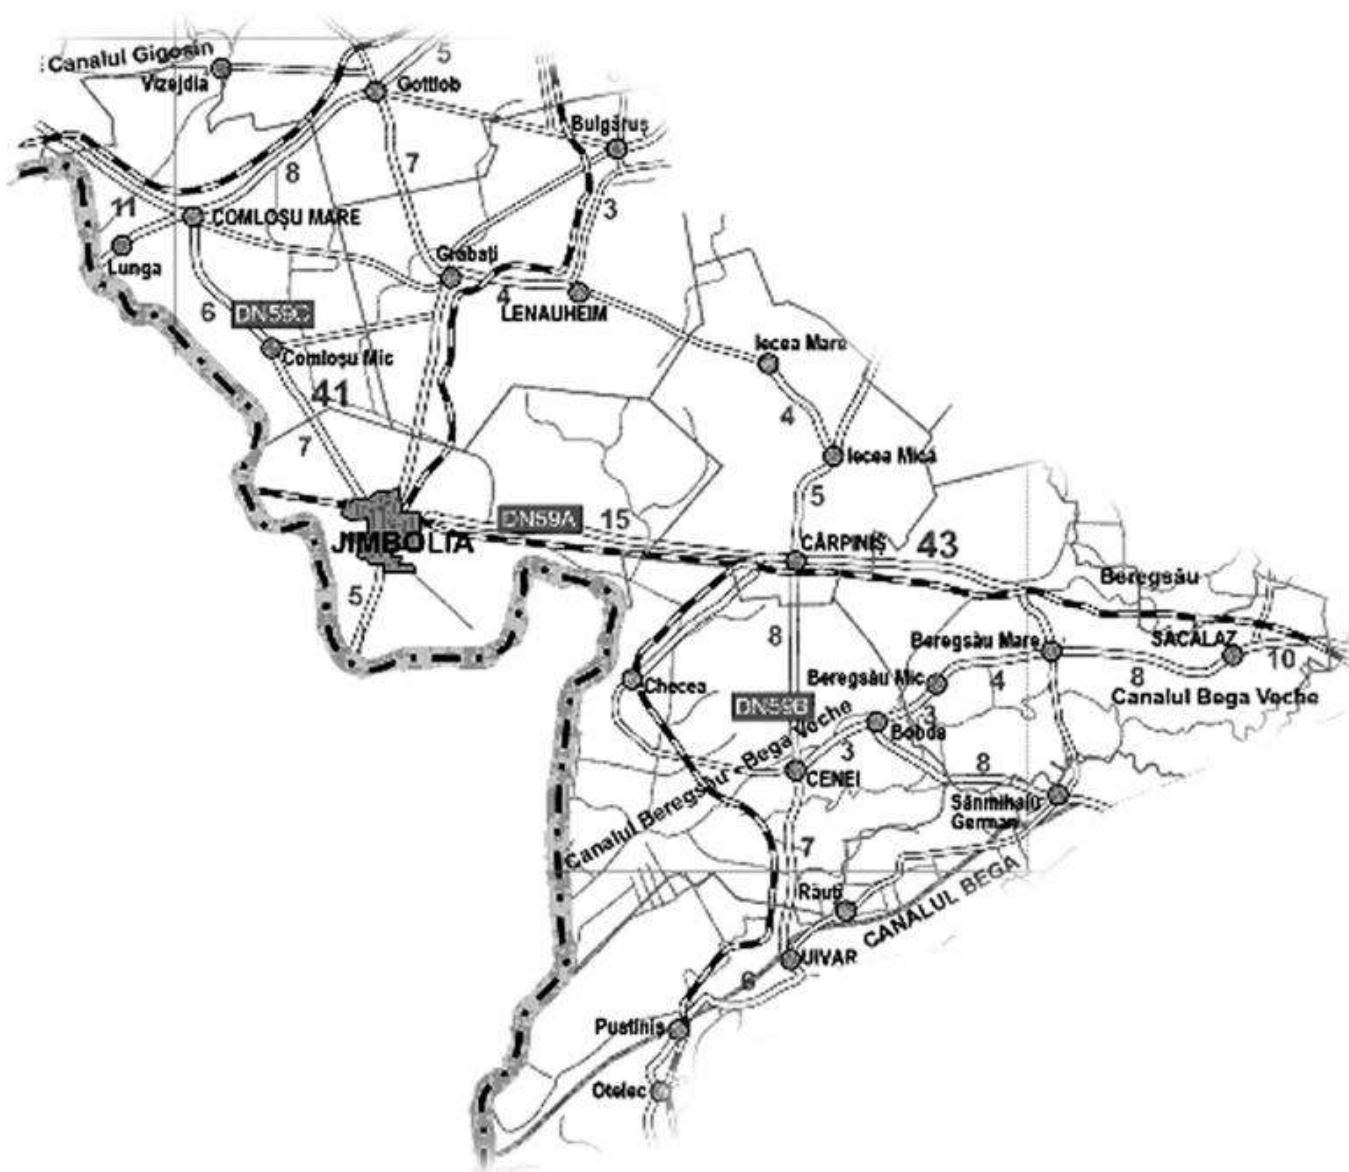 Canalul Gigosin
5
Vizejdia
Gottlob
Bulgăruș
7
8
11
3
COMLOȘU MARE
Grabați
Lunga
4
LENAUHEIM
6
DN59C
Iecea Mare
Comloșu Mic
41
4
7
Iecea Mică
5
DN59A
15
JIMBOLIA
CĂRPINIȘ
43
5
Beregsău
8
Beregsău Mare
SĂCĂLAZ
10
Checea
Beregsău Mic
4
8
Canalul Bega Veche
DN59B
3
Bobda
Canalul Beregsău - Bega Veche
3
CENEI
8
Sânmihaiu
German
7
Răuți
CANALUL BEGA
UIVAR
6
Pustiniș
Otelec